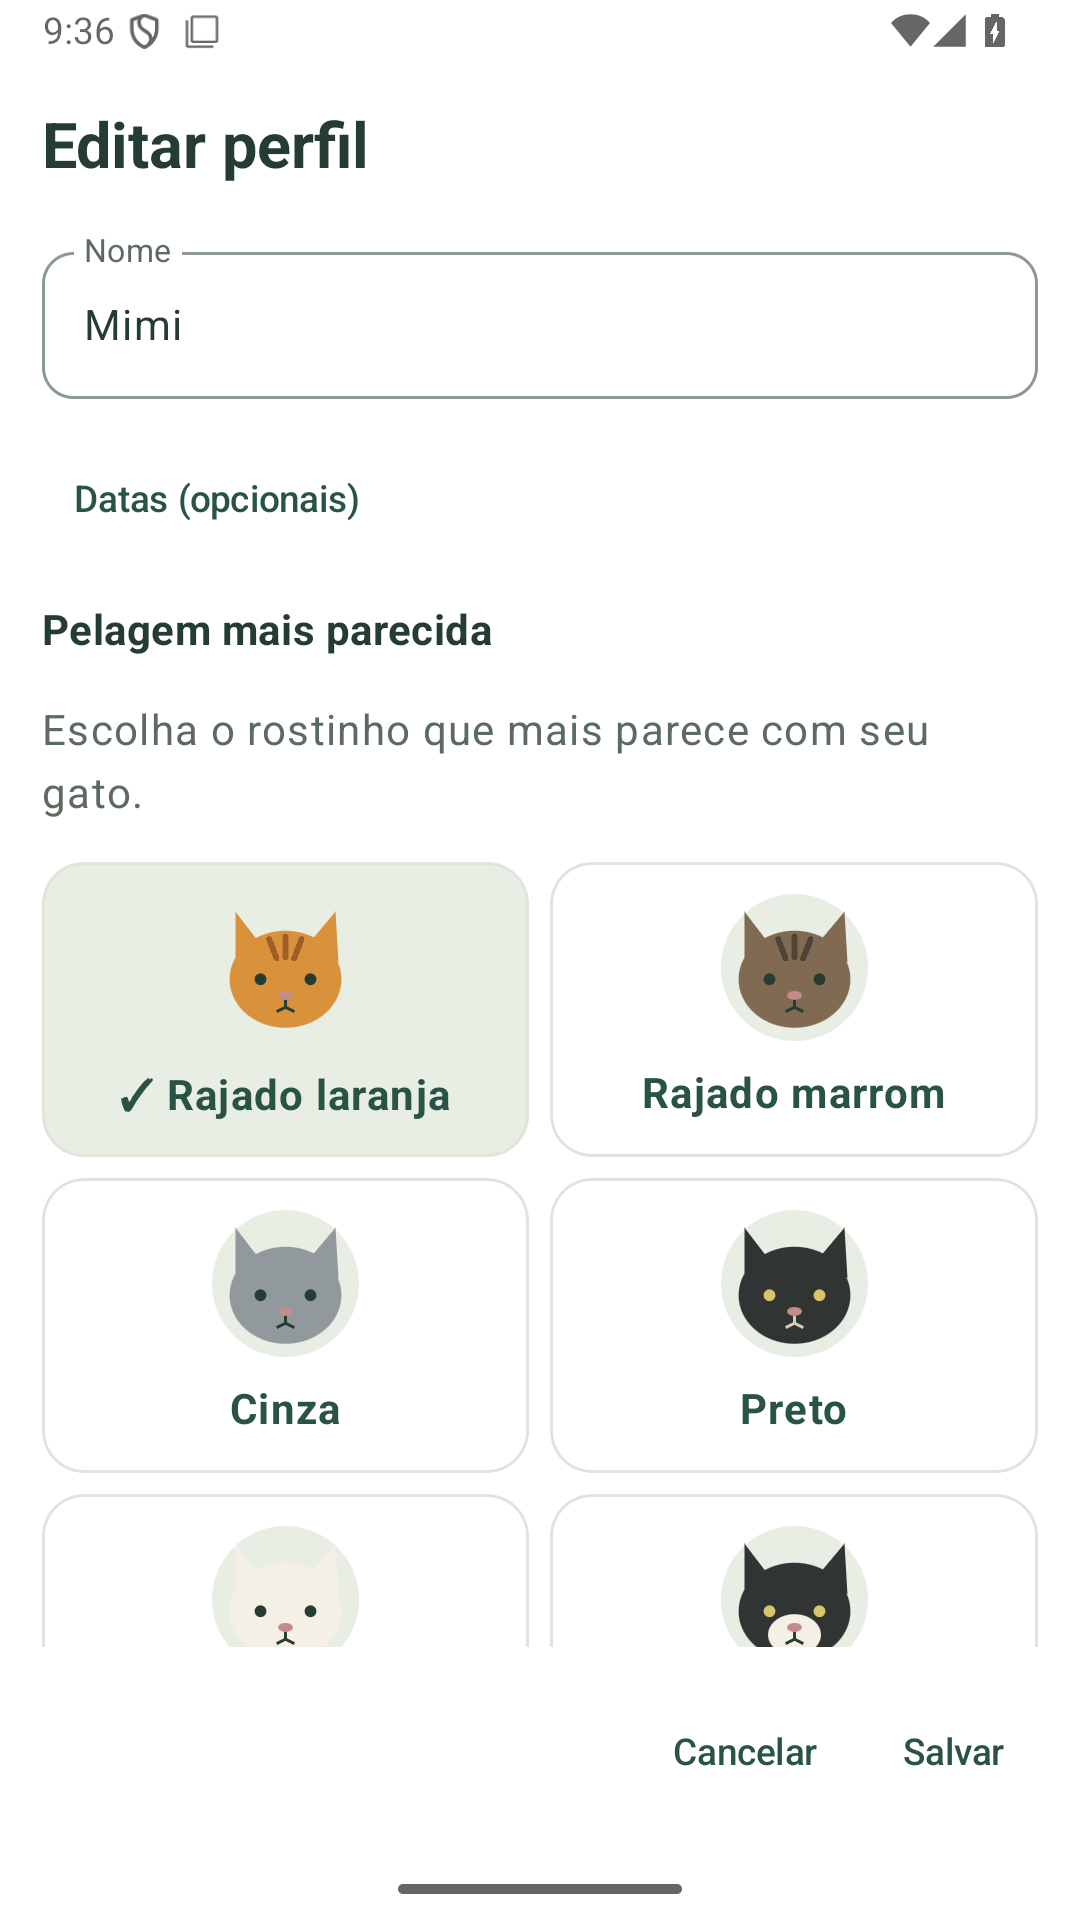 9:36
Editar perfil
Nome
Mimi
Datas (opcionais)
Pelagem mais parecida
Escolha o rostinho que mais parece com seu
gato.
✓ Rajado laranja
Rajado marrom
Cinza
Preto
Cancelar
Salvar